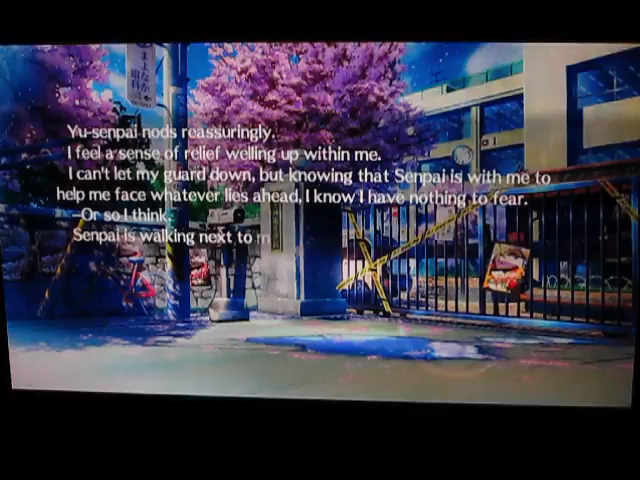 Yu-senpai nods reassuringly.
I feel a sense of relief welling up within me.
I can't let my guard down, but knowing that Senpai is with me to
help me face whatever lies ahead, I know I have nothing to fear.
Or so I think.
Senpai is walking next to m